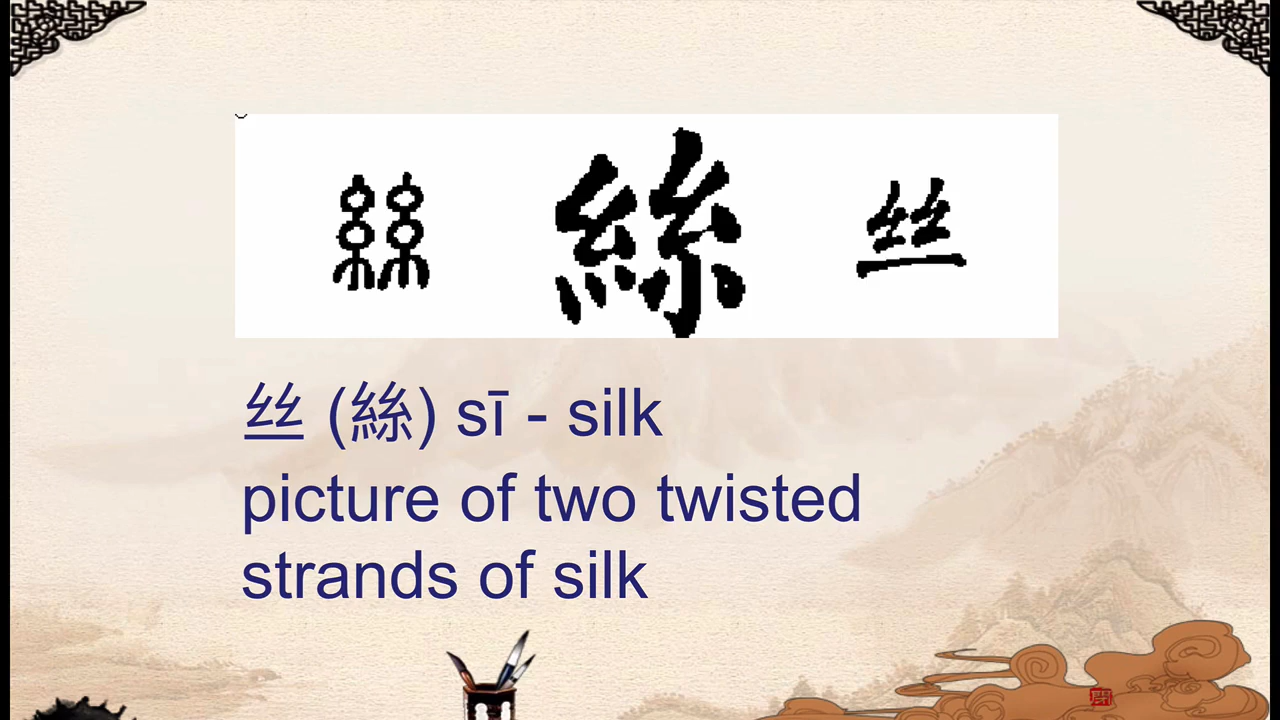 絲 絲 丝
丝 (絲) sī - silk
picture of two twisted
strands of silk